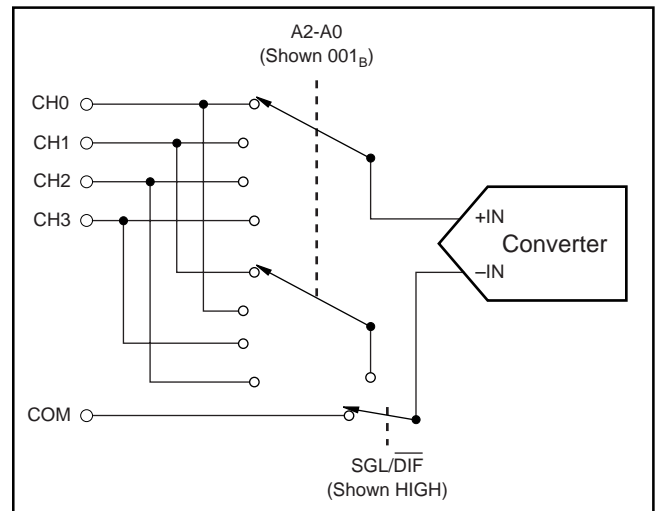 A2-A0
(Shown 001B)
CH0
CH1
CH2
CH3
+IN
Converter
–IN
COM
SGL/DIF
(Shown HIGH)